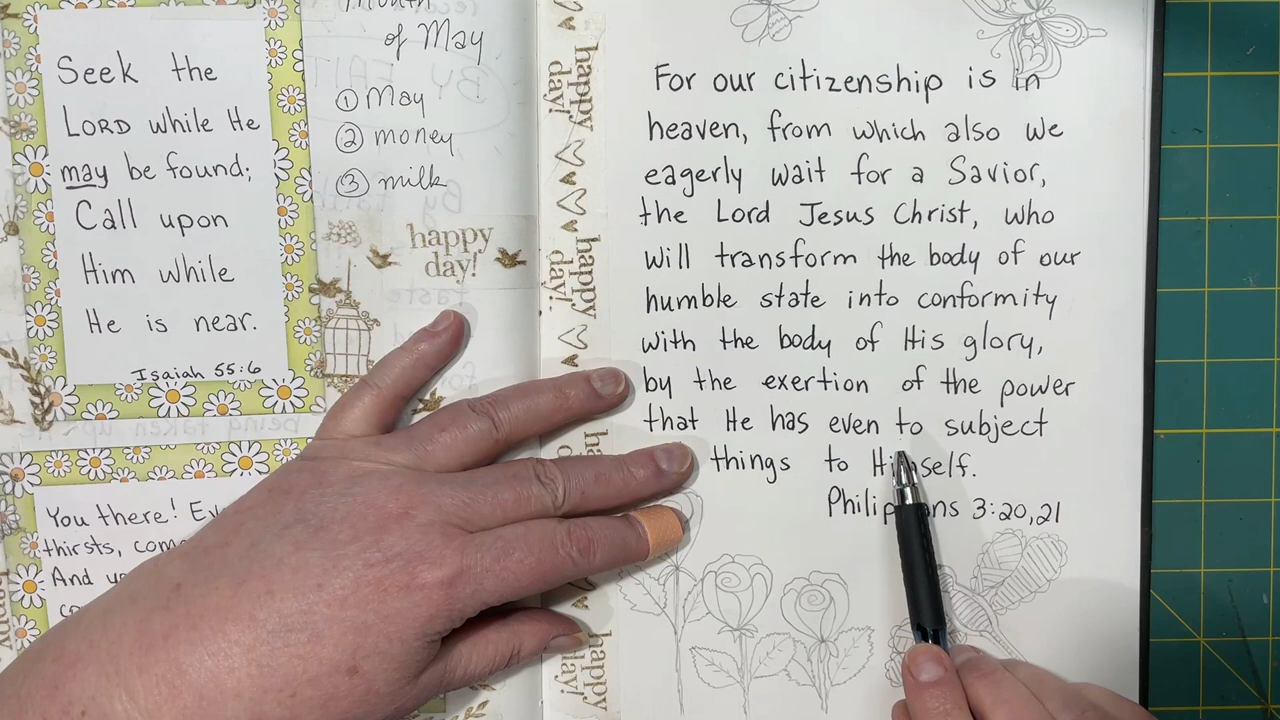 Seek the
LORD while He
may be found;
Call upon
Him while
He is near.
Isaiah 55:6
You there!
thirsts,
And
Month
of May
① May
② money
③ milk
happy
day!
happy
day!
happy
day!
happy
day!
For our citizenship is in
heaven, from which also we
eagerly wait for a Savior,
the Lord Jesus Christ, who
will transform the body of our
humble state into conformity
with the body of His glory,
by the exertion of the power
that He has even to subject
things to Himself.
Philippians 3:20,21